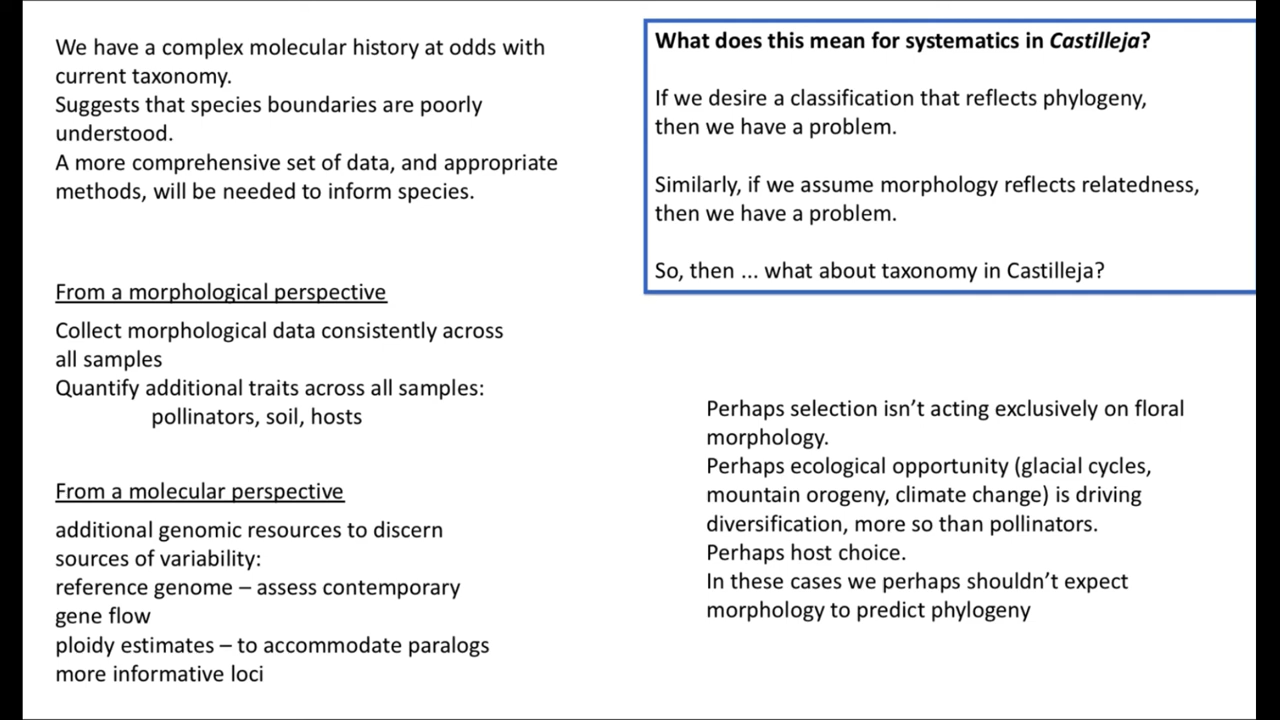 We have a complex molecular history at odds with
current taxonomy.
Suggests that species boundaries are poorly
understood.
A more comprehensive set of data, and appropriate
methods, will be needed to inform species.
From a morphological perspective
Collect morphological data consistently across
all samples
Quantify additional traits across all samples:
pollinators, soil, hosts
From a molecular perspective
additional genomic resources to discern
sources of variability:
reference genome – assess contemporary
gene flow
ploidy estimates – to accommodate paralogs
more informative loci
What does this mean for systematics in Castilleja?
If we desire a classification that reflects phylogeny,
then we have a problem.
Similarly, if we assume morphology reflects relatedness,
then we have a problem.
So, then ... what about taxonomy in Castilleja?
Perhaps selection isn’t acting exclusively on floral
morphology.
Perhaps ecological opportunity (glacial cycles,
mountain orogeny, climate change) is driving
diversification, more so than pollinators.
Perhaps host choice.
In these cases we perhaps shouldn’t expect
morphology to predict phylogeny